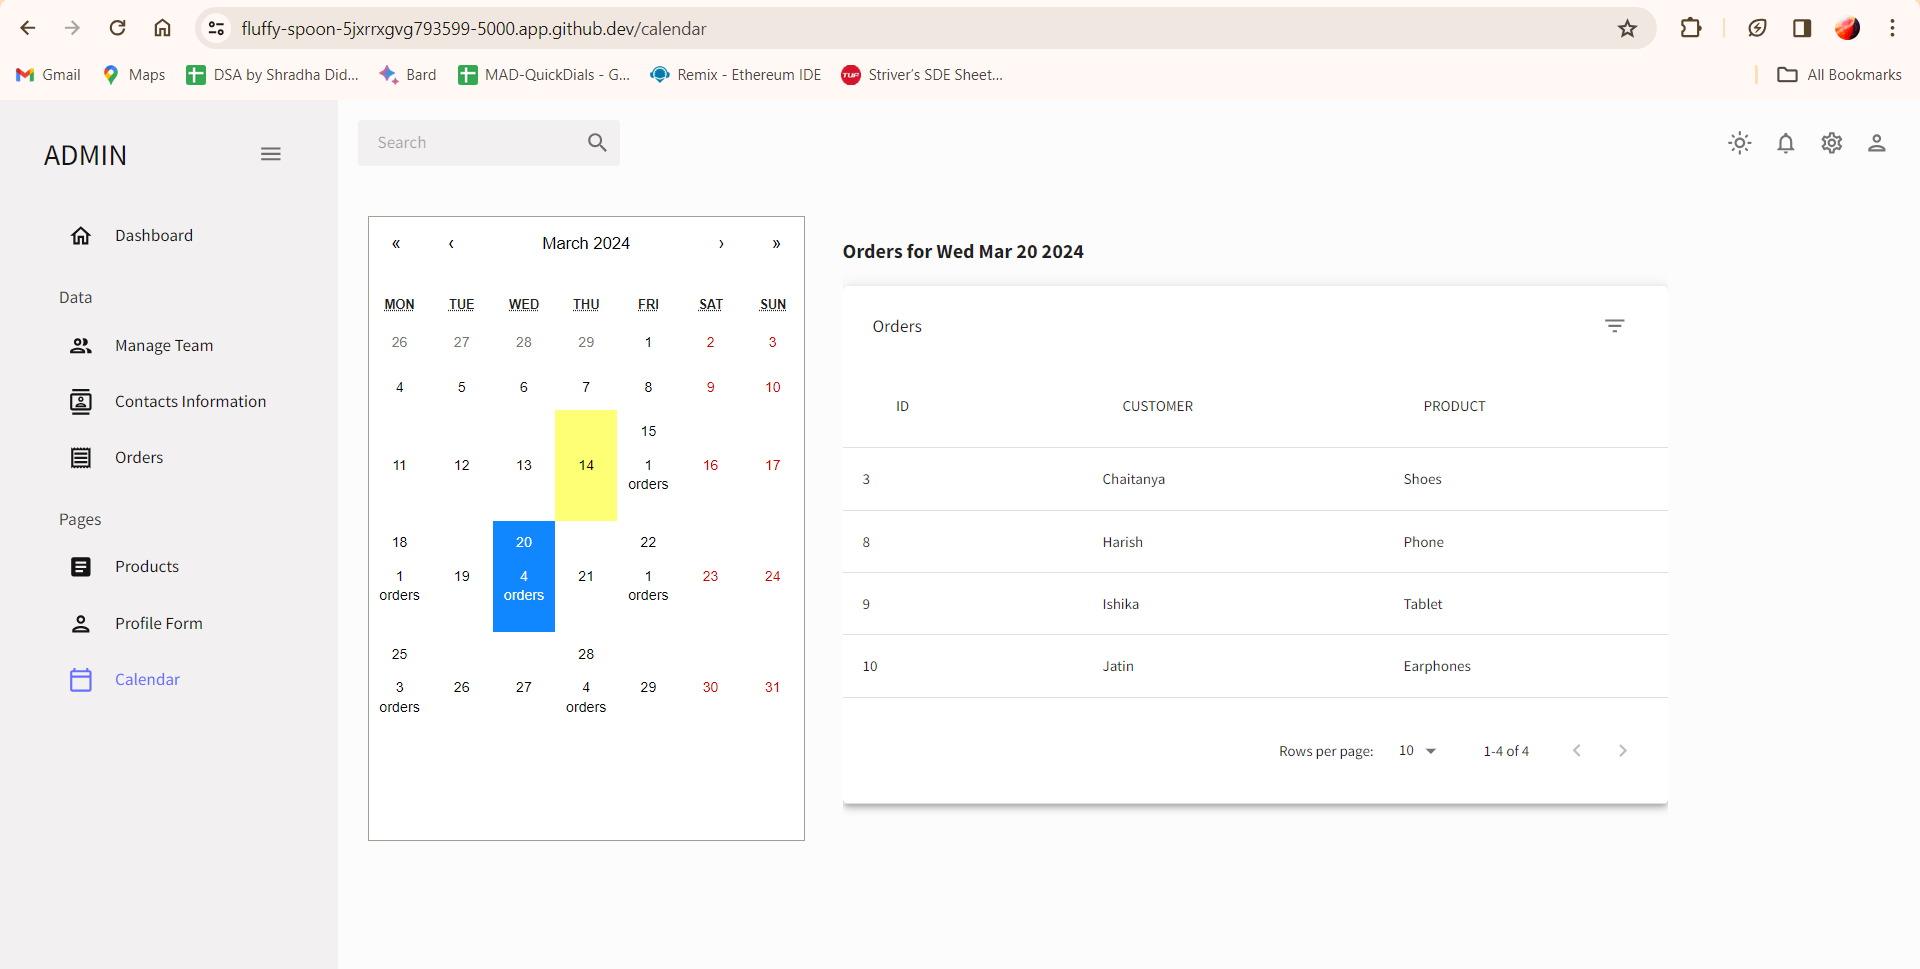 fluffy-spoon-5jxrrxgvg793599-5000.app.github.dev/calendar
Gmail Maps DSA by Shradha Did... Bard MAD-QuickDials - G... Remix - Ethereum IDE TUF Striver's SDE Sheet... All Bookmarks
ADMIN
Dashboard
Data
Manage Team
Contacts Information
Orders
Pages
Products
Profile Form
Calendar
Search
« ‹ March 2024 › »
MON TUE WED THU FRI SAT SUN
26 27 28 29 1 2 3
4 5 6 7 8 9 10
15
11 12 13 14 1 16 17
orders
18 20 22
1 19 4 21 1 23 24
orders orders orders
25 28
3 26 27 4 29 30 31
orders orders
Orders for Wed Mar 20 2024
Orders
ID CUSTOMER PRODUCT
3 Chaitanya Shoes
8 Harish Phone
9 Ishika Tablet
10 Jatin Earphones
Rows per page: 10 1-4 of 4